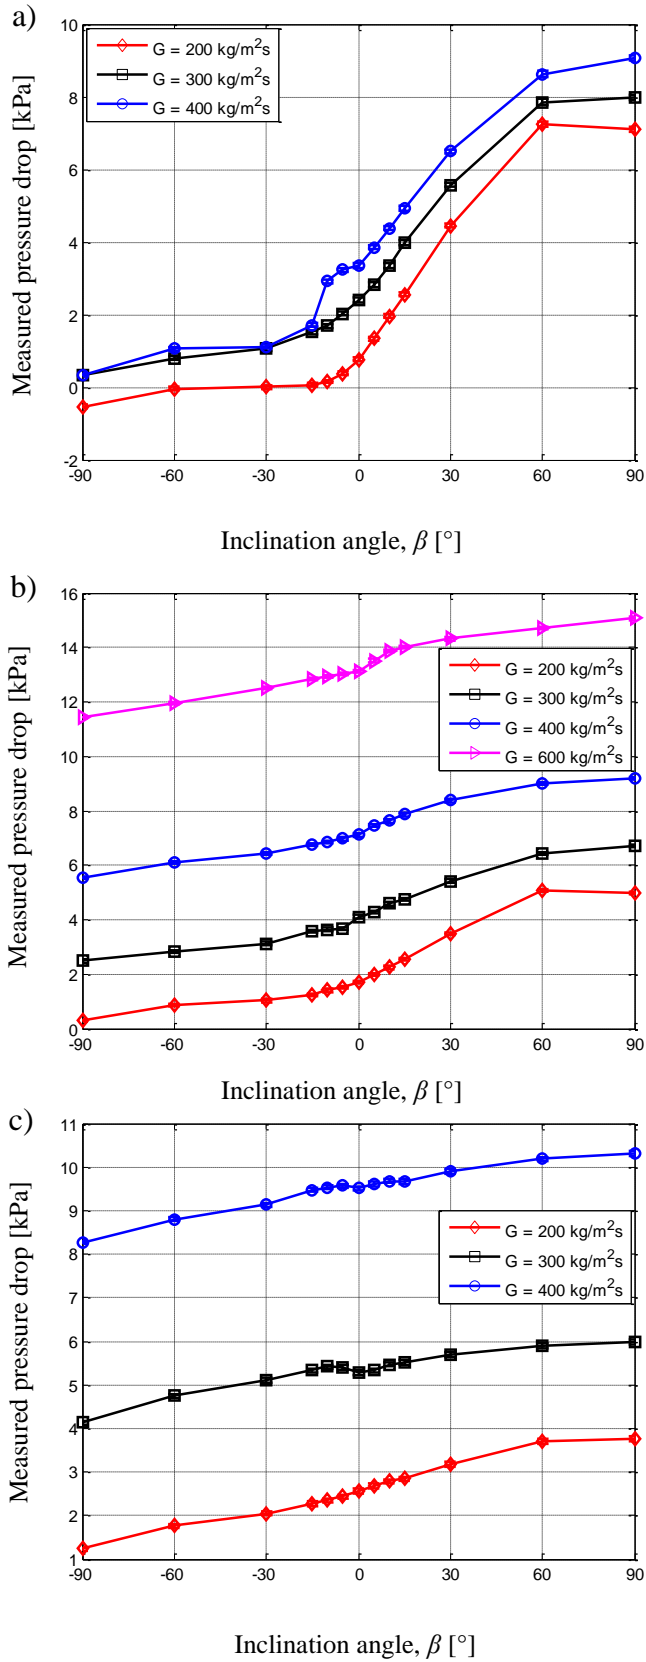 a)
Measured pressure drop [kPa]
10
8
6
4
2
0
-2
G = 200 kg/m²s
G = 300 kg/m²s
G = 400 kg/m²s
-90 -60 -30 0 30 60 90
Inclination angle, β [°]
b)
Measured pressure drop [kPa]
16
14
12
10
8
6
4
2
0
G = 200 kg/m²s
G = 300 kg/m²s
G = 400 kg/m²s
G = 600 kg/m²s
-90 -60 -30 0 30 60 90
Inclination angle, β [°]
c)
Measured pressure drop [kPa]
11
10
9
8
7
6
5
4
3
2
1
G = 200 kg/m²s
G = 300 kg/m²s
G = 400 kg/m²s
-90 -60 -30 0 30 60 90
Inclination angle, β [°]